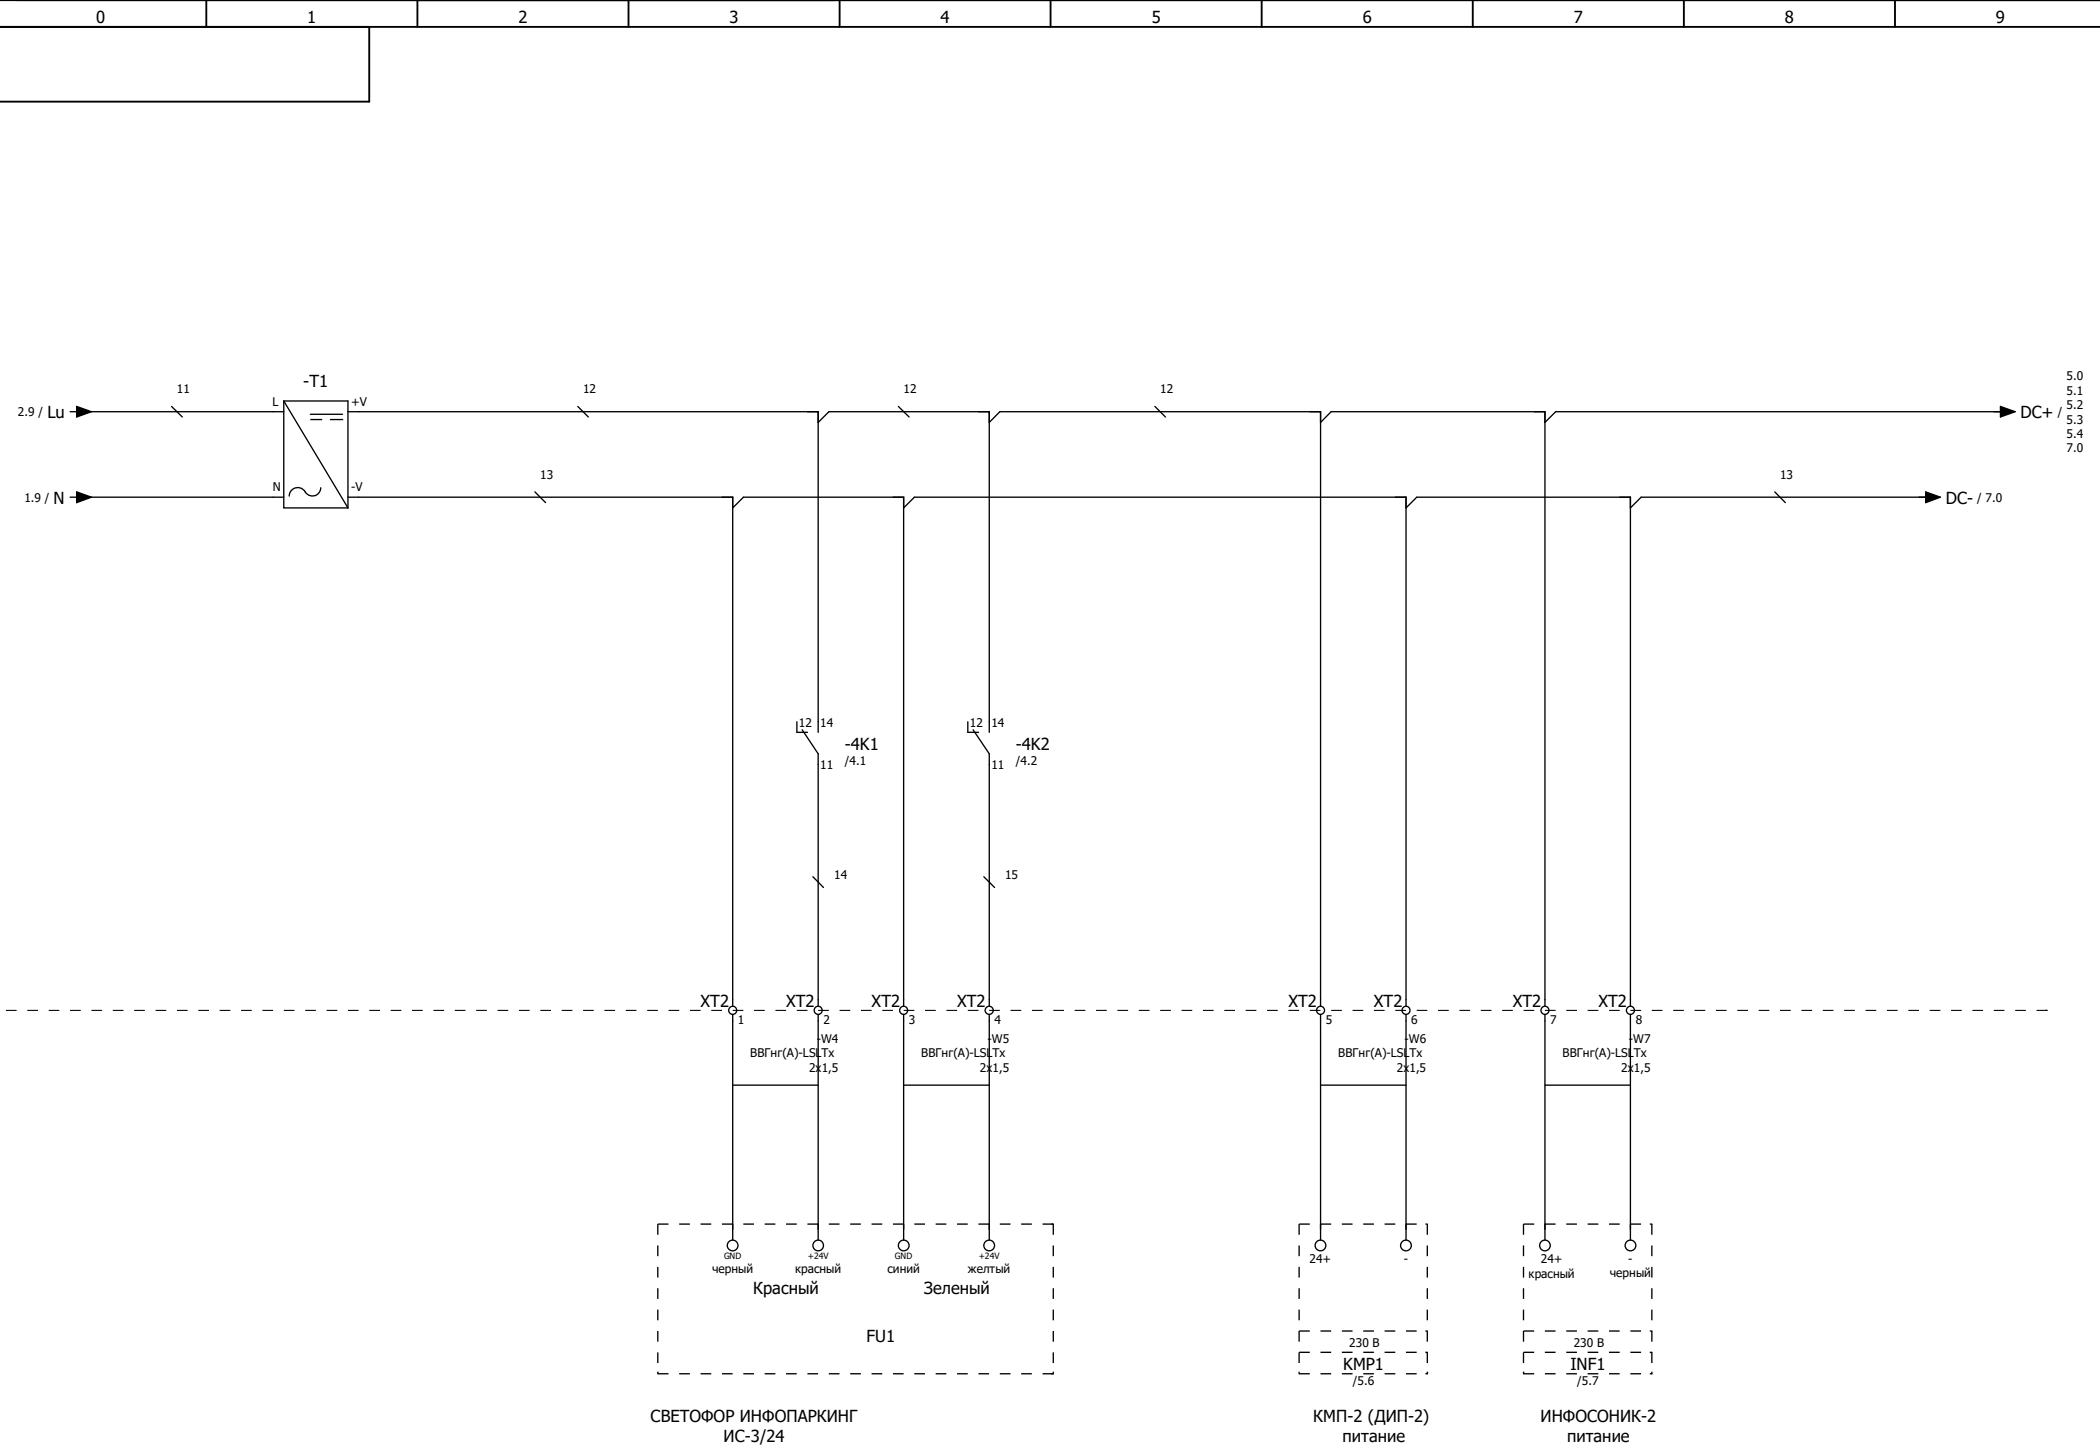 0 1 2 3 4 5 6 7 8 9
5.0
5.1
5.2
5.3
5.4
7.0
-T1
11 12 12 12
2.9 / Lu L +V DC+ /
13 13
1.9 / N N -V DC- / 7.0
12 14 12 14
-4K1 -4K2
11 /4.1 11 /4.2
14 15
XT2 XT2 XT2 XT2 XT2 XT2 XT2 XT2
1 2 3 4 5 6 7 8
-W4 -W5 -W6 -W7
ВВГнг(А)-LSLTx ВВГнг(А)-LSLTx ВВГнг(А)-LSLTx ВВГнг(А)-LSLTx
2x1,5 2x1,5 2x1,5 2x1,5
GND +24V GND +24V 24+ - 24+ -
черный красный синий желтый красный черный
Красный Зеленый
FU1
230 В 230 В
KMP1 INF1
/5.6 /5.7
СВЕТОФОР ИНФОПАРКИНГ КМП-2 (ДИП-2) ИНФОСОНИК-2
ИС-3/24 питание питание